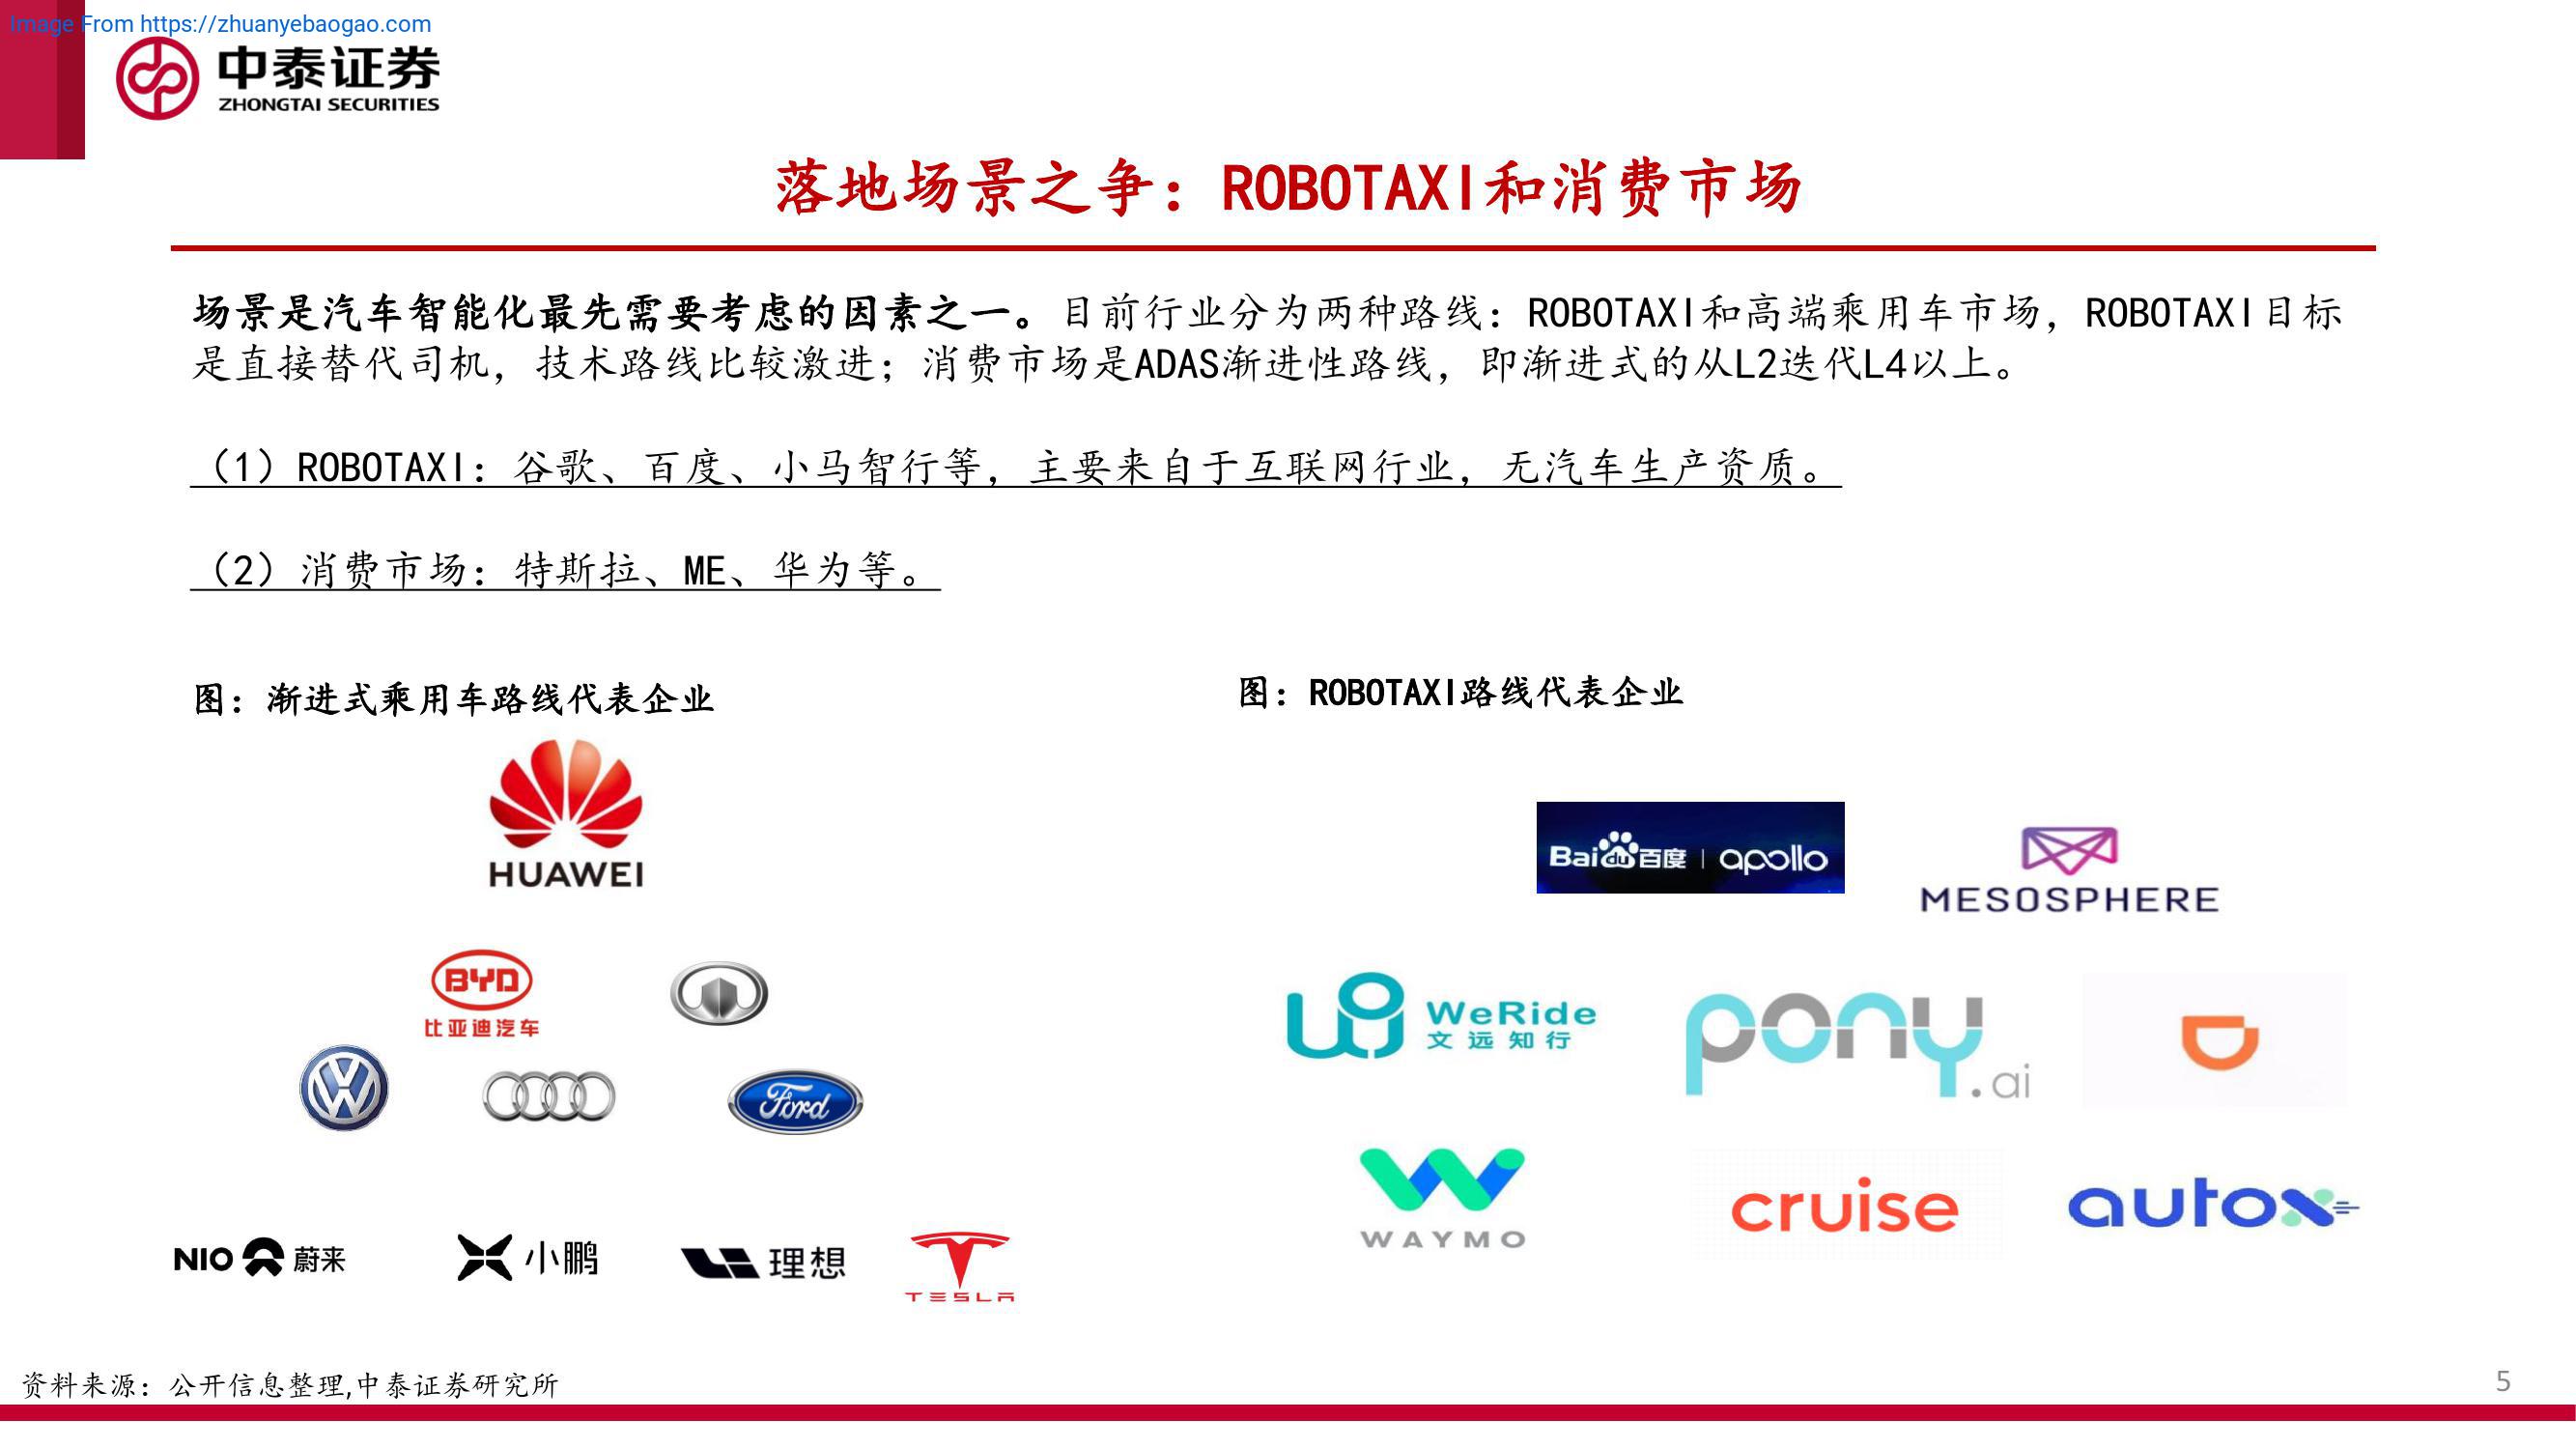 Image From https://zhuanyebaogao.com
中泰证券
ZHONGTAI SECURITIES
落地场景之争：ROBOTAXI和消费市场
场景是汽车智能化最先需要考虑的因素之一。目前行业分为两种路线：ROBOTAXI和高端乘用车市场，ROBOTAXI目标
是直接替代司机，技术路线比较激进；消费市场是ADAS渐进性路线，即渐进式的从L2迭代L4以上。
（1）ROBOTAXI：谷歌、百度、小马智行等，主要来自于互联网行业，无汽车生产资质。
（2）消费市场：特斯拉、ME、华为等。
图：渐进式乘用车路线代表企业
HUAWEI
BYD
比亚迪汽车
Ford
NIO 蔚来
小鹏
理想
TESLA
图：ROBOTAXI路线代表企业
Baidu百度 | apollo
MESOSPHERE
WeRide
文远知行
pony.ai
WAYMO
cruise
autox
资料来源：公开信息整理,中泰证券研究所
5